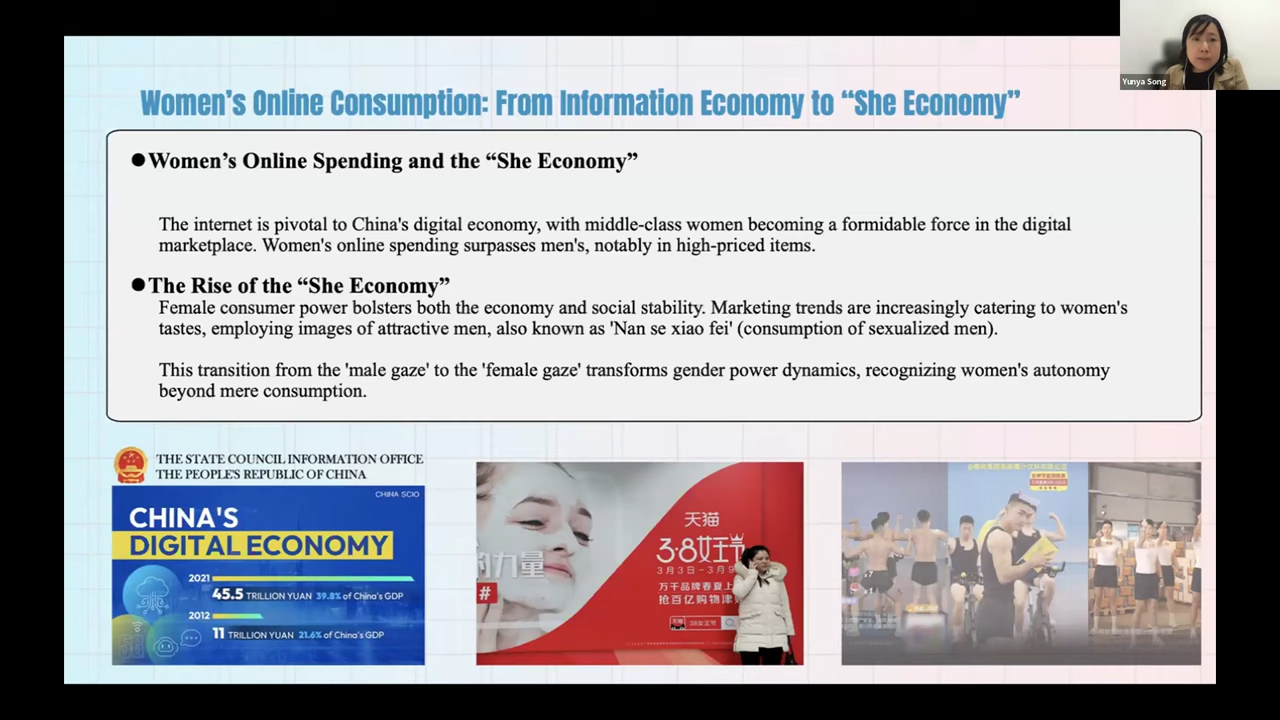 Yunya Song
Women's Online Consumption: From Information Economy to “She Economy”
●Women's Online Spending and the “She Economy”
The internet is pivotal to China's digital economy, with middle-class women becoming a formidable force in the digital
marketplace. Women's online spending surpasses men's, notably in high-priced items.
●The Rise of the “She Economy”
Female consumer power bolsters both the economy and social stability. Marketing trends are increasingly catering to women's
tastes, employing images of attractive men, also known as 'Nan se xiao fei' (consumption of sexualized men).
This transition from the 'male gaze' to the 'female gaze' transforms gender power dynamics, recognizing women's autonomy
beyond mere consumption.
THE STATE COUNCIL INFORMATION OFFICE
THE PEOPLE'S REPUBLIC OF CHINA
CHINA SCIO
CHINA'S
DIGITAL ECONOMY
2021
45.5 TRILLION YUAN 39.8% of China's GDP
2012
11 TRILLION YUAN 21.6% of China's GDP
的力量
#
天猫
3·8女王节
3月3日-3月9
万千品牌春夏上
抢百亿购物津
天猫 38女王节